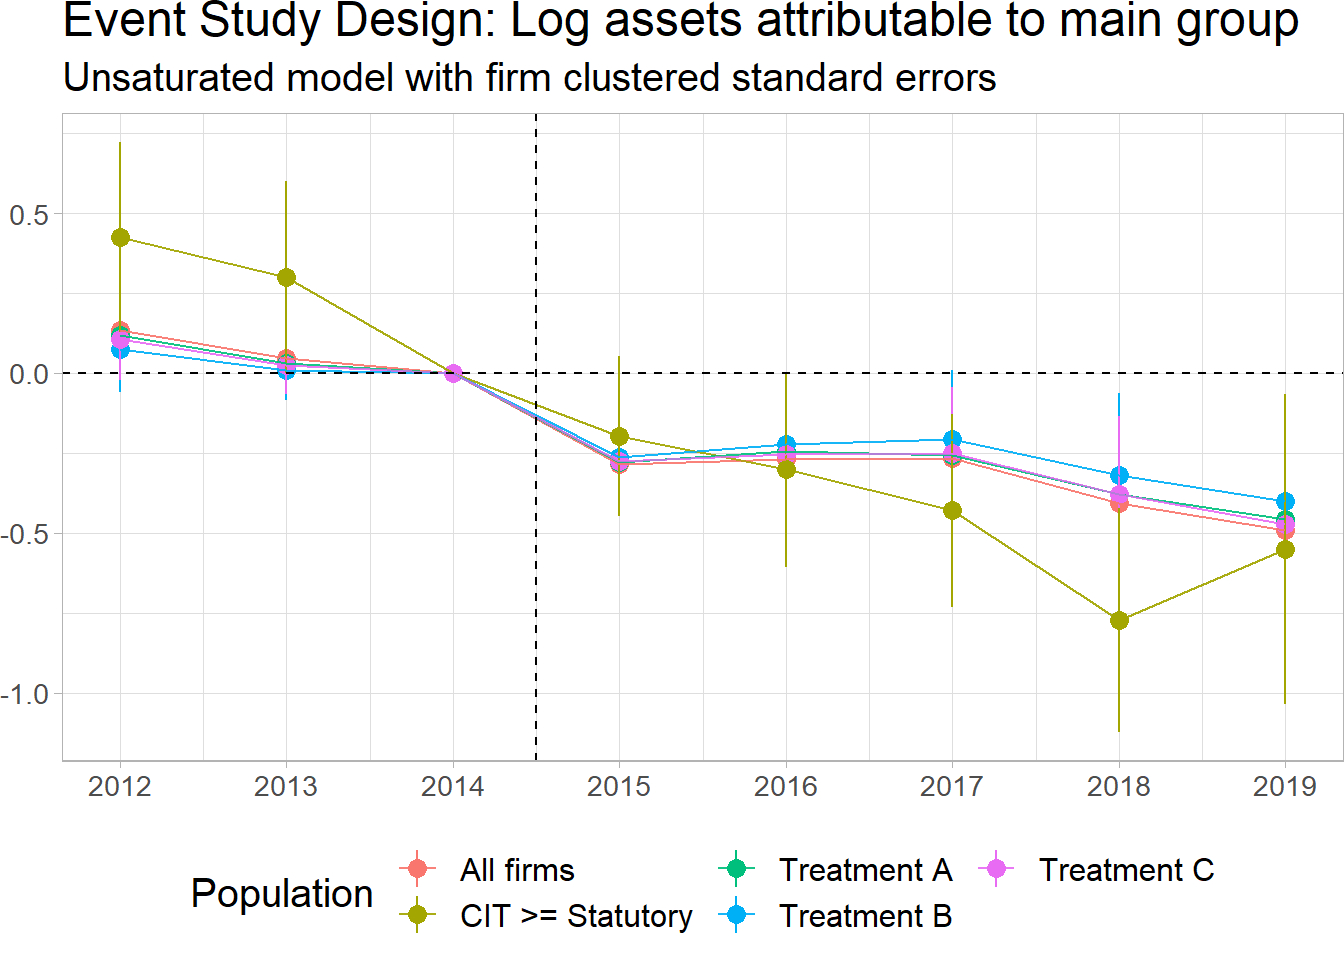 Event Study Design: Log assets attributable to main group
Unsaturated model with firm clustered standard errors
0.5
0.0
-0.5
-1.0
2012 2013 2014 2015 2016 2017 2018 2019
Population
All firms
CIT >= Statutory
Treatment A
Treatment B
Treatment C